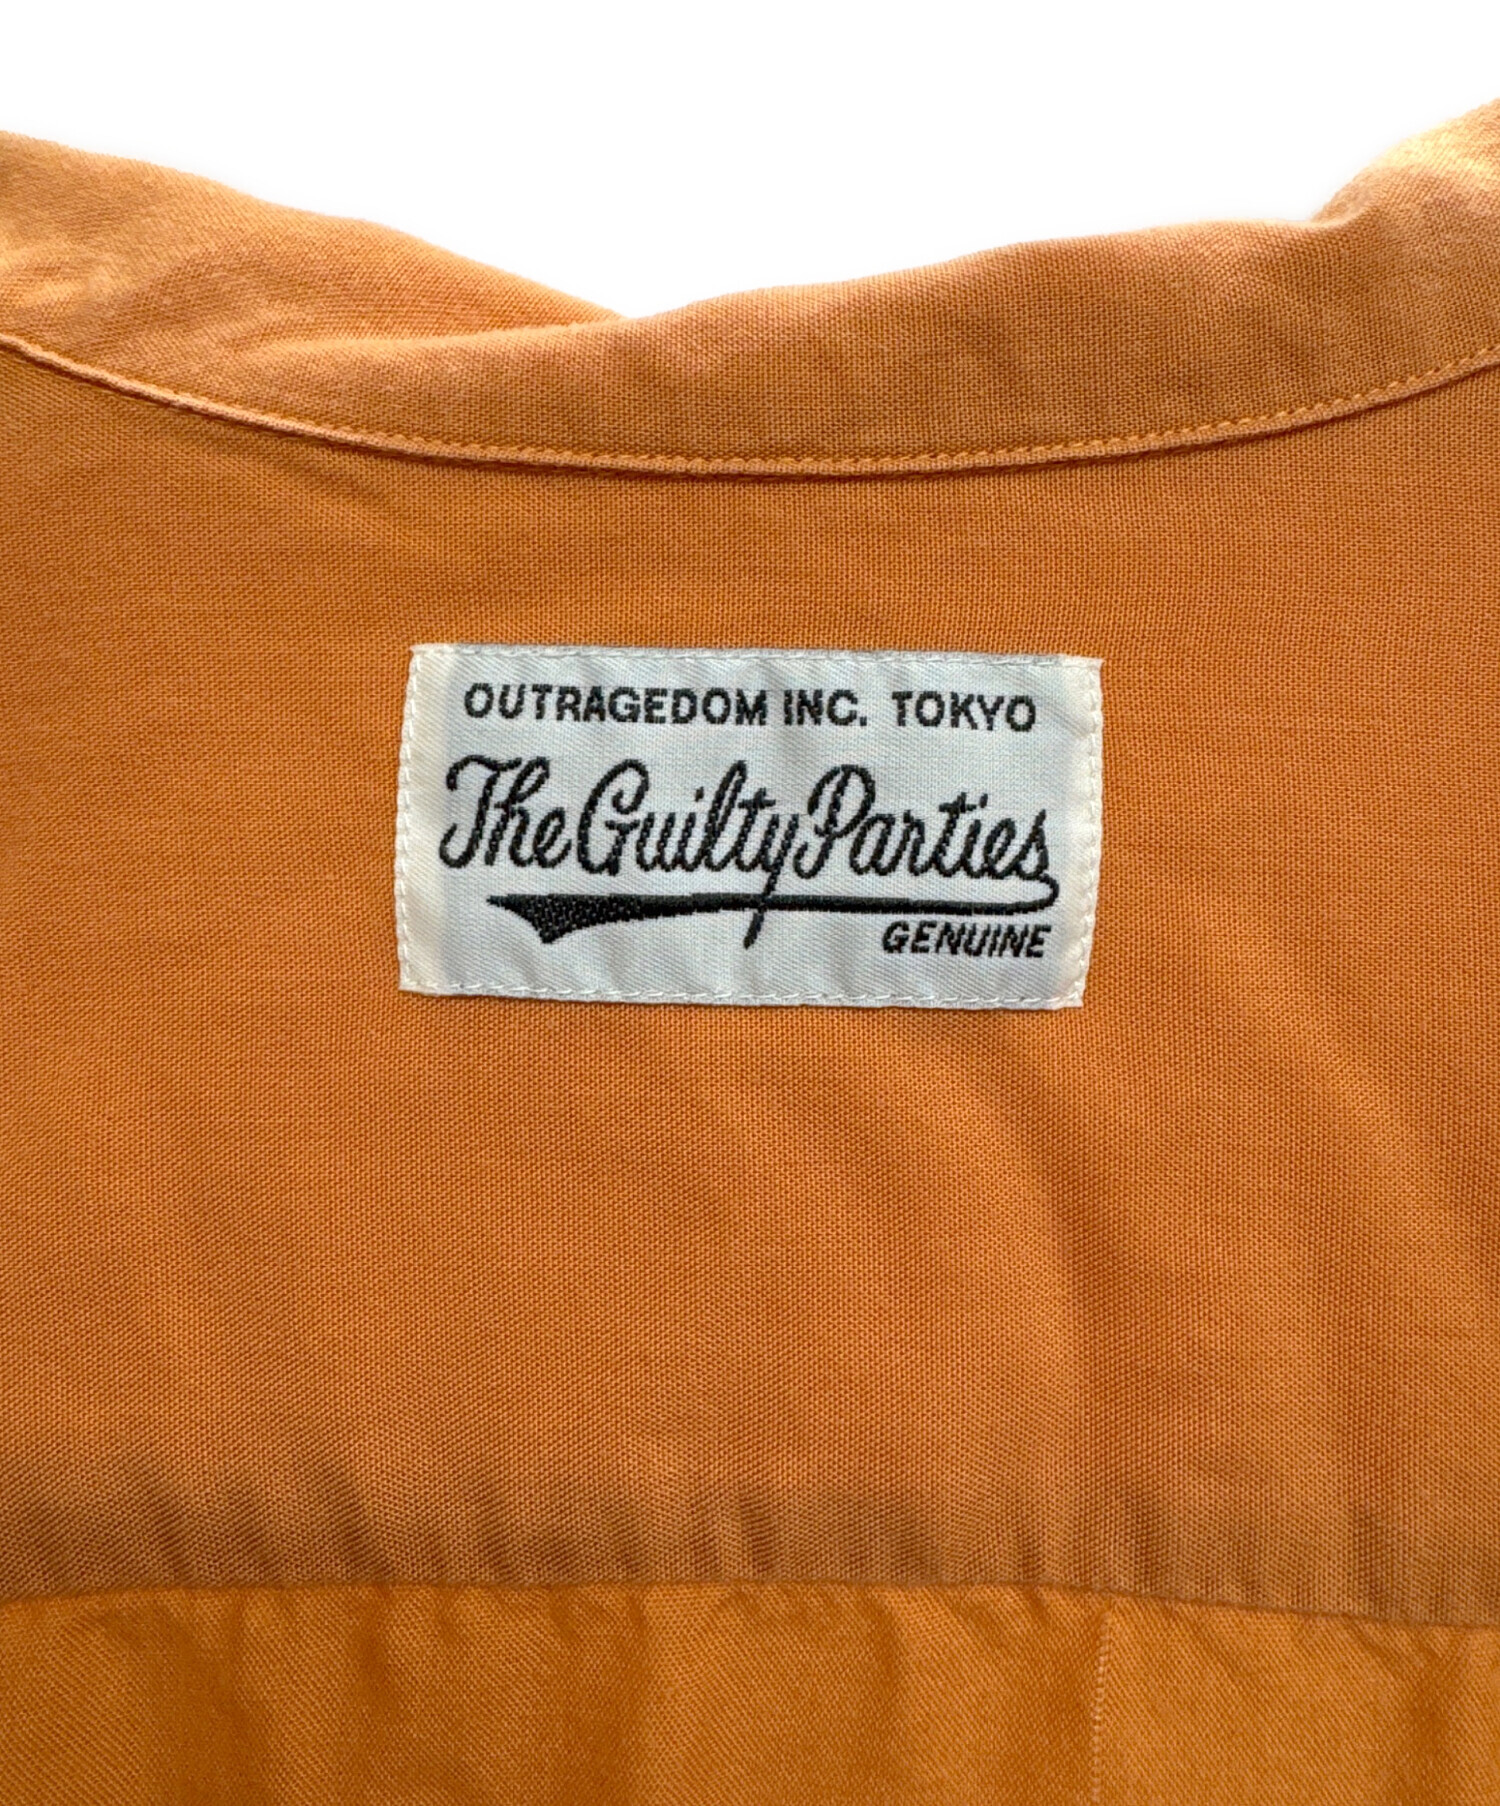 OUTRAGEDOM INC. TOKYO
The Guilty Parties
GENUINE